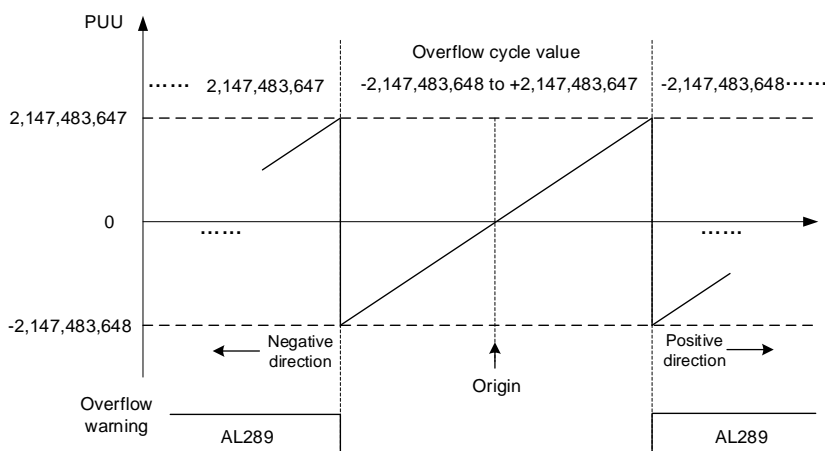 PUU
Overflow cycle value
······ 2,147,483,647
-2,147,483,648 to +2,147,483,647
-2,147,483,648 ······
2,147,483,647
0
······
······
-2,147,483,648
Negative
direction
Origin
Positive
direction
Overflow
warning
AL289
AL289